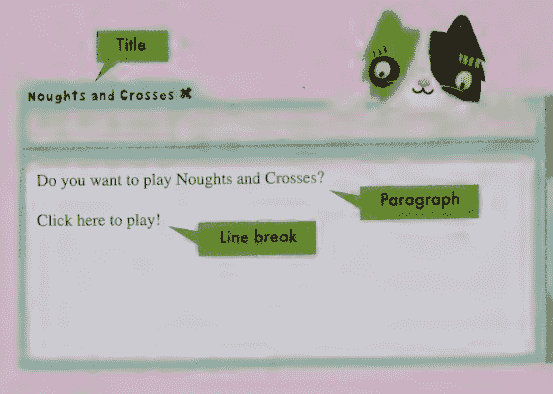 Title
Noughts and Crosses ✖
Do you want to play Noughts and Crosses?
Paragraph
Click here to play!
Line break